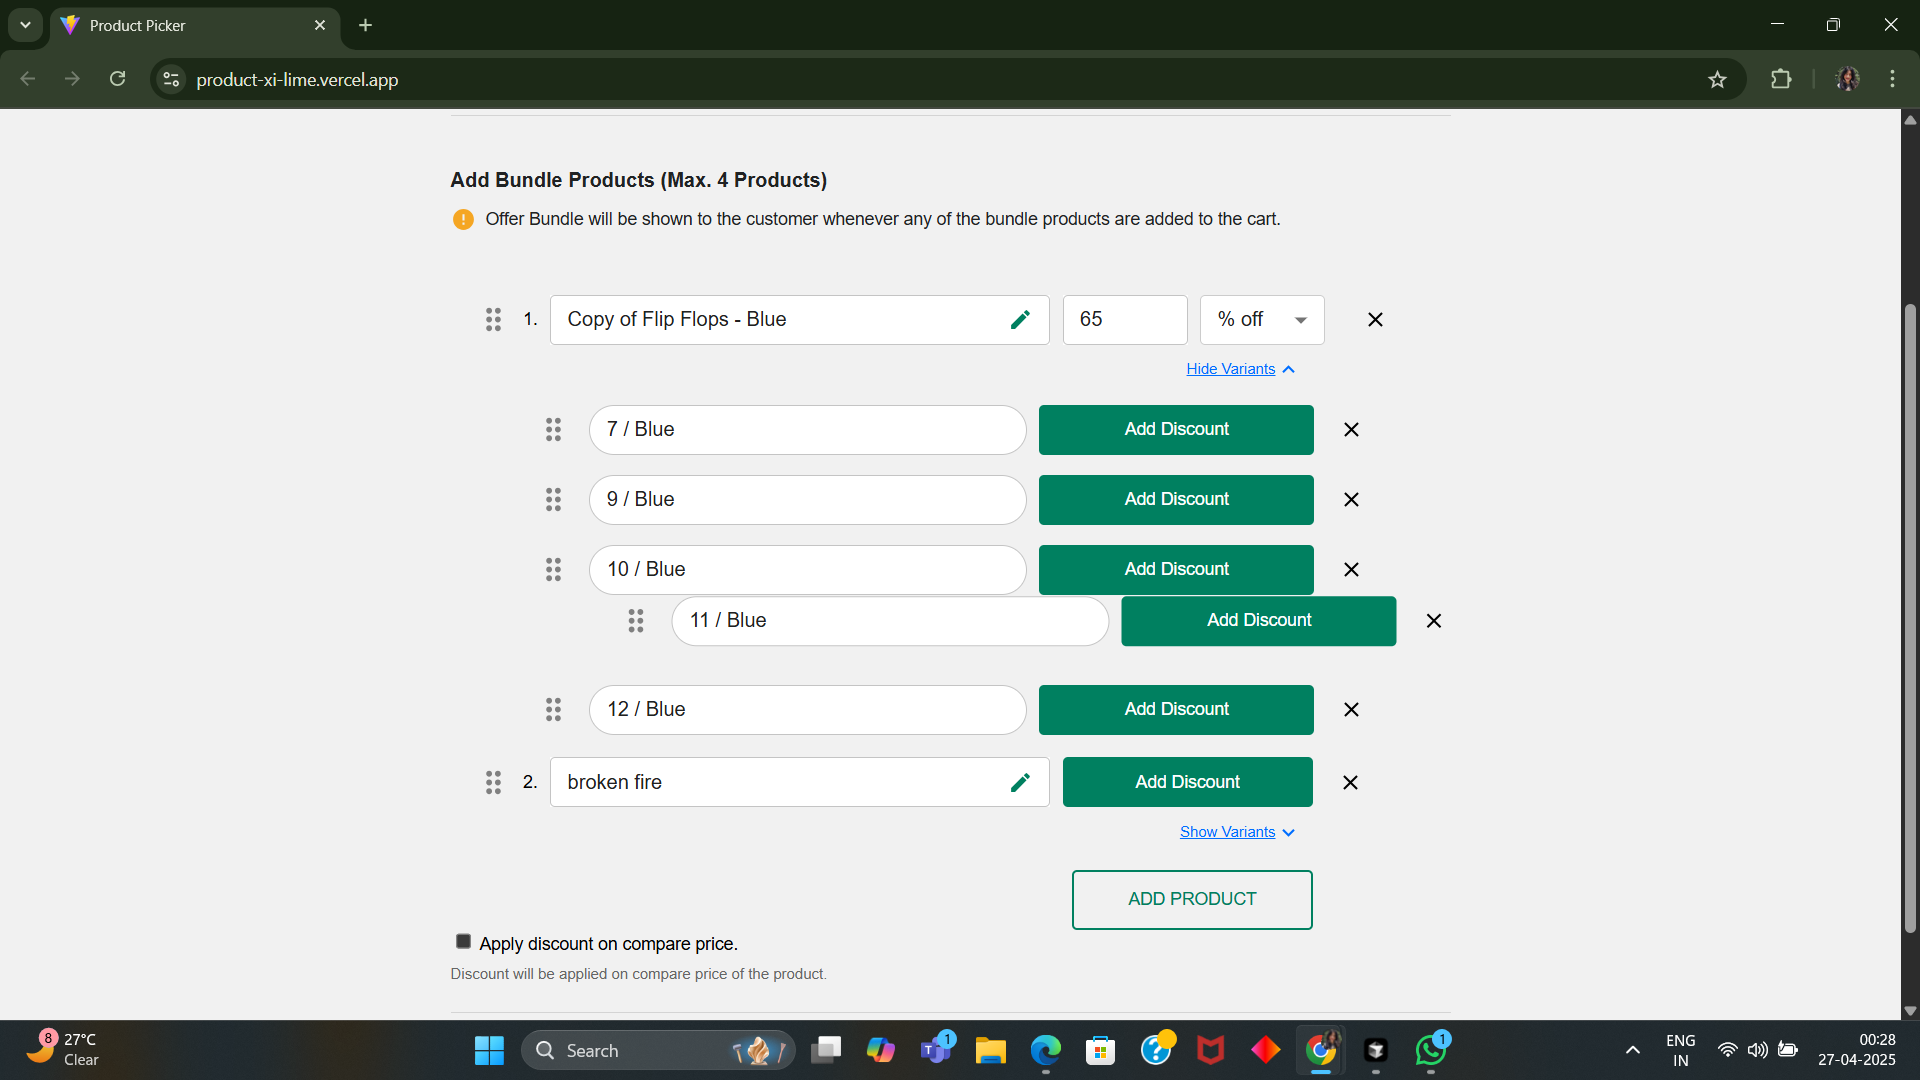 Product Picker
product-xi-lime.vercel.app
Add Bundle Products (Max. 4 Products)
! Offer Bundle will be shown to the customer whenever any of the bundle products are added to the cart.
1. Copy of Flip Flops - Blue 65 % off
Hide Variants
7 / Blue Add Discount
9 / Blue Add Discount
10 / Blue Add Discount
11 / Blue Add Discount
12 / Blue Add Discount
2. broken fire Add Discount
Show Variants
ADD PRODUCT
Apply discount on compare price.
Discount will be applied on compare price of the product.
8 27°C
Clear
Search
T 1
?
1
ENG
IN
00:28
27-04-2025